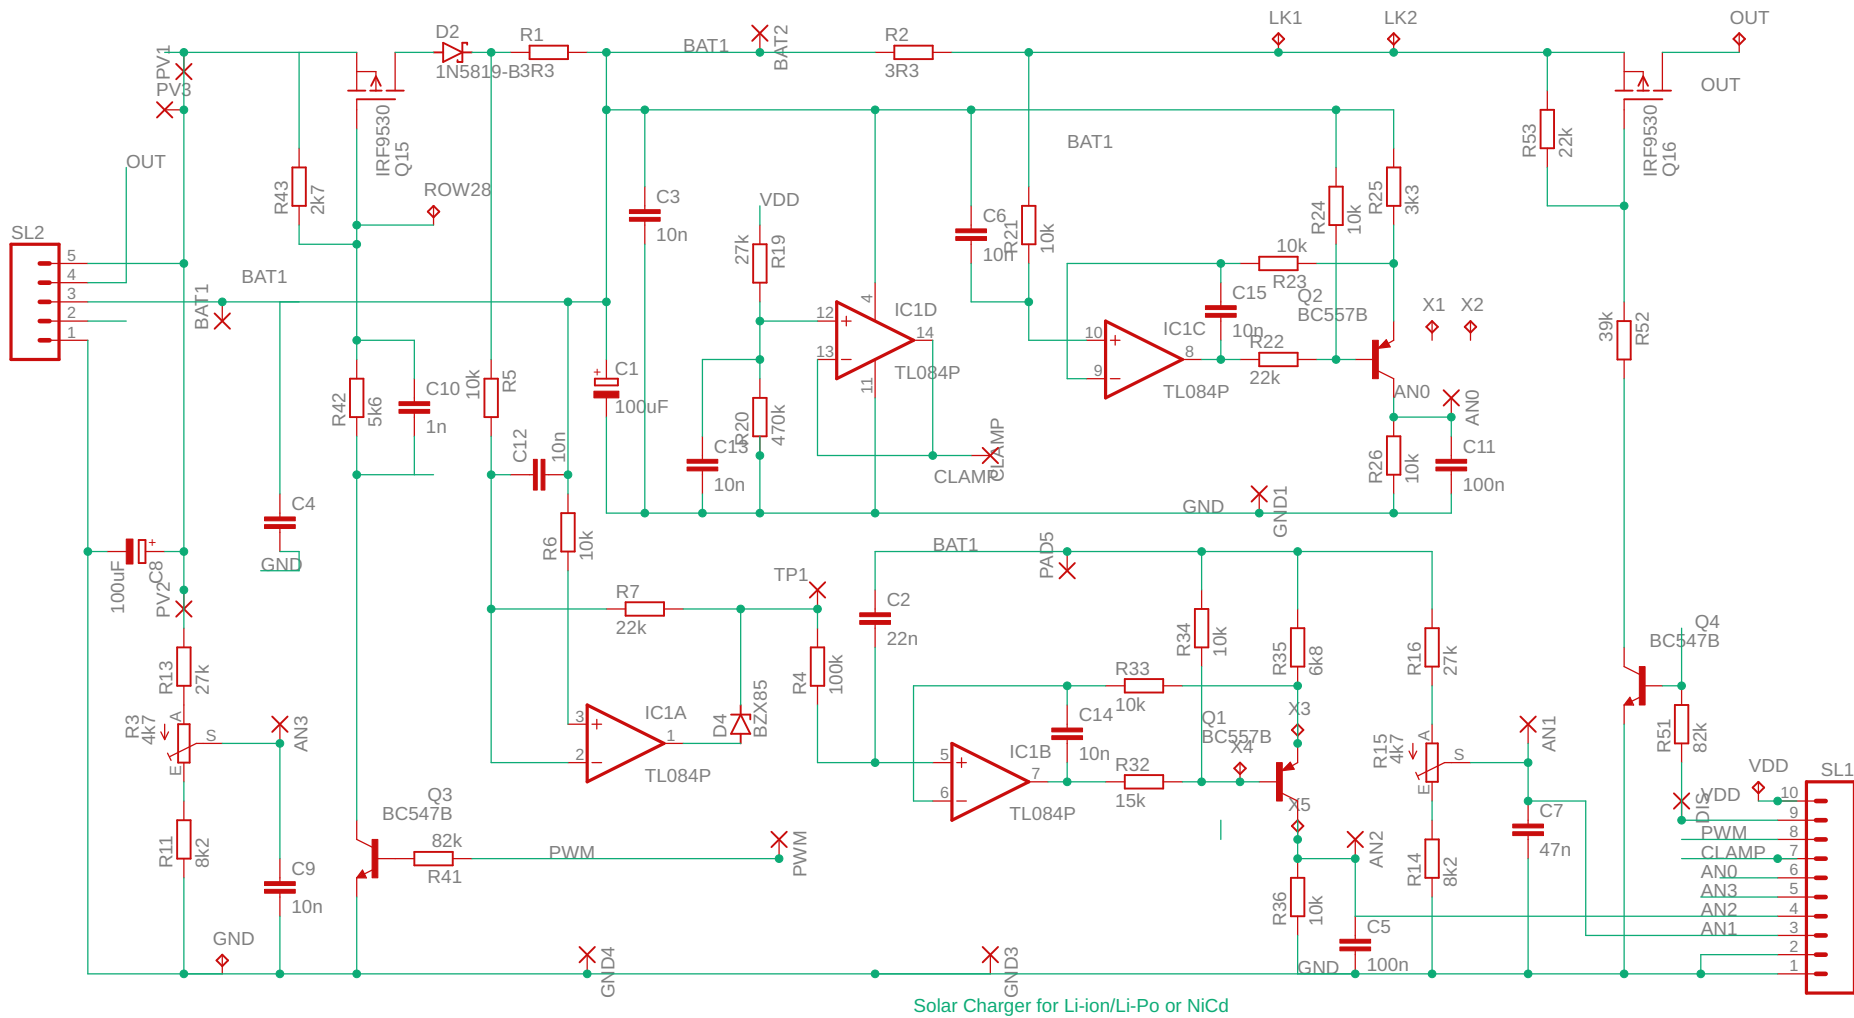 LK1
LK2
OUT
D2
R1
BAT1
BAT2
R2
1N5819-B
3R3
3R3
PV1
PV3
OUT
IRF9530
Q15
R43
2k7
ROW28
OUT
BAT1
R53
22k
IRF9530
Q16
C3
10n
VDD
27k
R19
C6
10n
R21
10k
R24
10k
R25
3k3
SL2
5
4
3
2
1
BAT1
BAT1
10k
R23
C15
10n
Q2
BC557B
X1
X2
12
13
4
11
14
IC1D
TL084P
10
9
8
IC1C
TL084P
R22
22k
39k
R52
R42
5k6
C10
1n
10k
R5
C1
100uF
+
R20
470k
C13
10n
CLAMP
CLAMP
AN0
AN0
R26
10k
C11
100n
C12
10n
C4
GND
GND
GND1
R6
10k
100uF
C8
+
PV2
BAT1
PAD5
TP1
R7
22k
C2
22n
R34
10k
R35
6k8
R16
27k
Q4
BC547B
R13
27k
R4
100k
R33
10k
R3
4k7
A
S
E
AN3
3
2
1
IC1A
TL084P
D4
BZX85
C14
10n
Q1
BC557B
X3
X4
X5
R15
4k7
A
S
E
AN1
R51
82k
5
6
7
IC1B
TL084P
R32
15k
VDD
SL1
DIS
VDD
PWM
CLAMP
AN0
AN3
AN2
AN1
10
9
8
7
6
5
4
3
2
1
Q3
BC547B
82k
R41
PWM
PWM
R11
8k2
C9
10n
AN2
R14
8k2
C7
47n
R36
10k
C5
100n
GND
GND4
GND3
GND
Solar Charger for Li-ion/Li-Po or NiCd